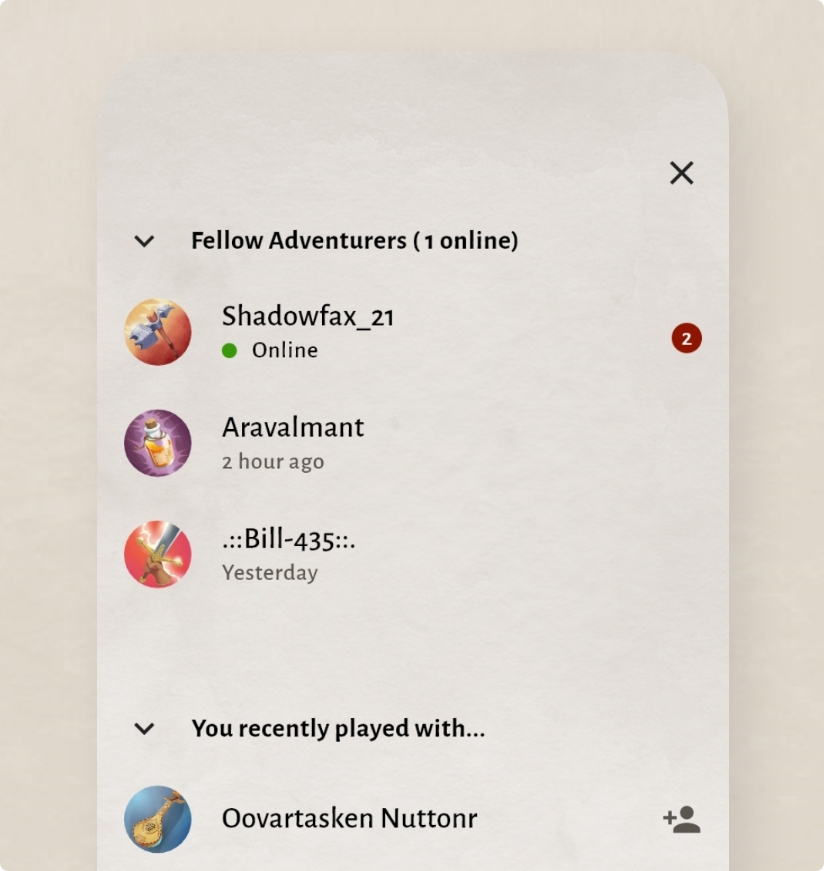 Fellow Adventurers ( 1 online)
Shadowfax_21
Online
2
Aravalmant
2 hour ago
.::Bill-435::.
Yesterday
You recently played with...
Oovartasken Nuttonr